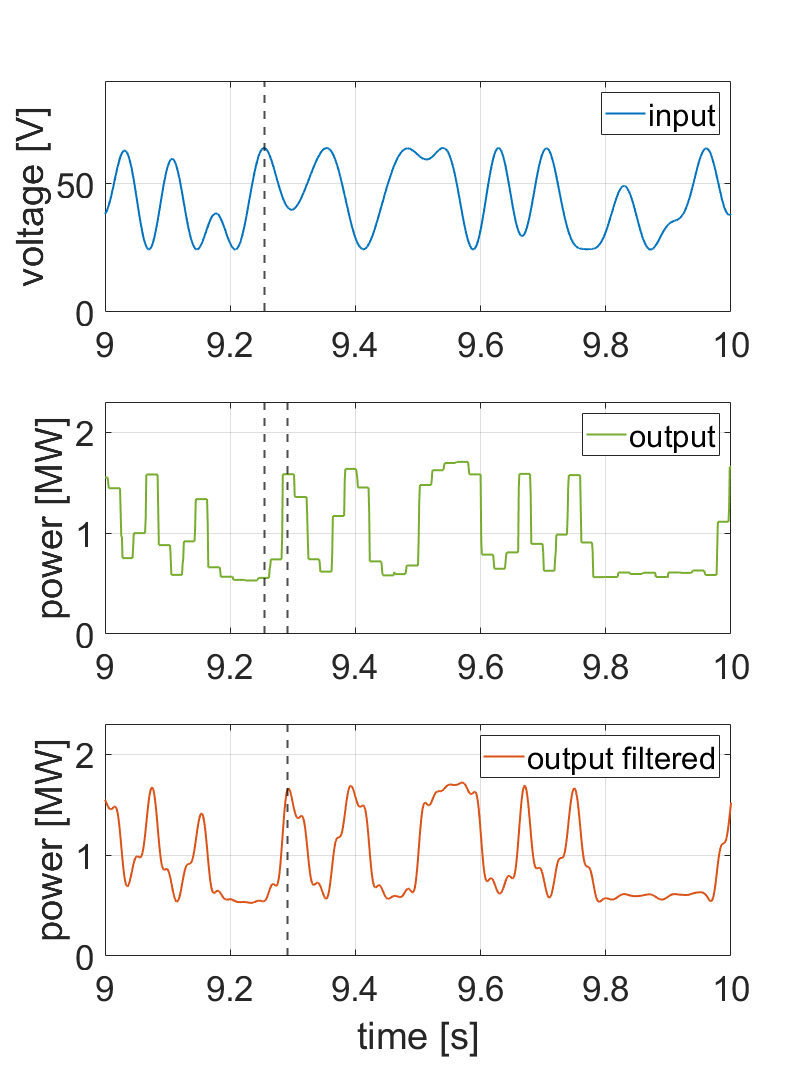 voltage [V]
50
0
input
9 9.2 9.4 9.6 9.8 10
power [MW]
2
1
0
output
9 9.2 9.4 9.6 9.8 10
power [MW]
2
1
0
output filtered
9 9.2 9.4 9.6 9.8 10
time [s]